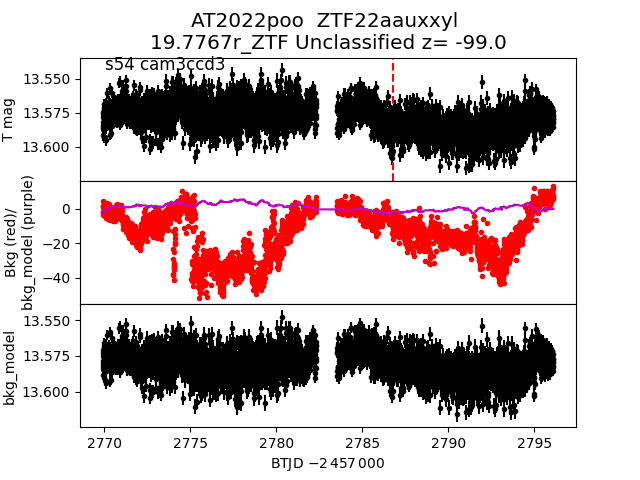 AT2022poo ZTF22aauxxyl
19.7767r_ZTF Unclassified z= -99.0
s54 cam3ccd3
T mag
13.550
13.575
13.600
Bkg (red)/
bkg_model (purple)
0
−20
−40
bkg_model
13.550
13.575
13.600
2770 2775 2780 2785 2790 2795
BTJD −2 457 000